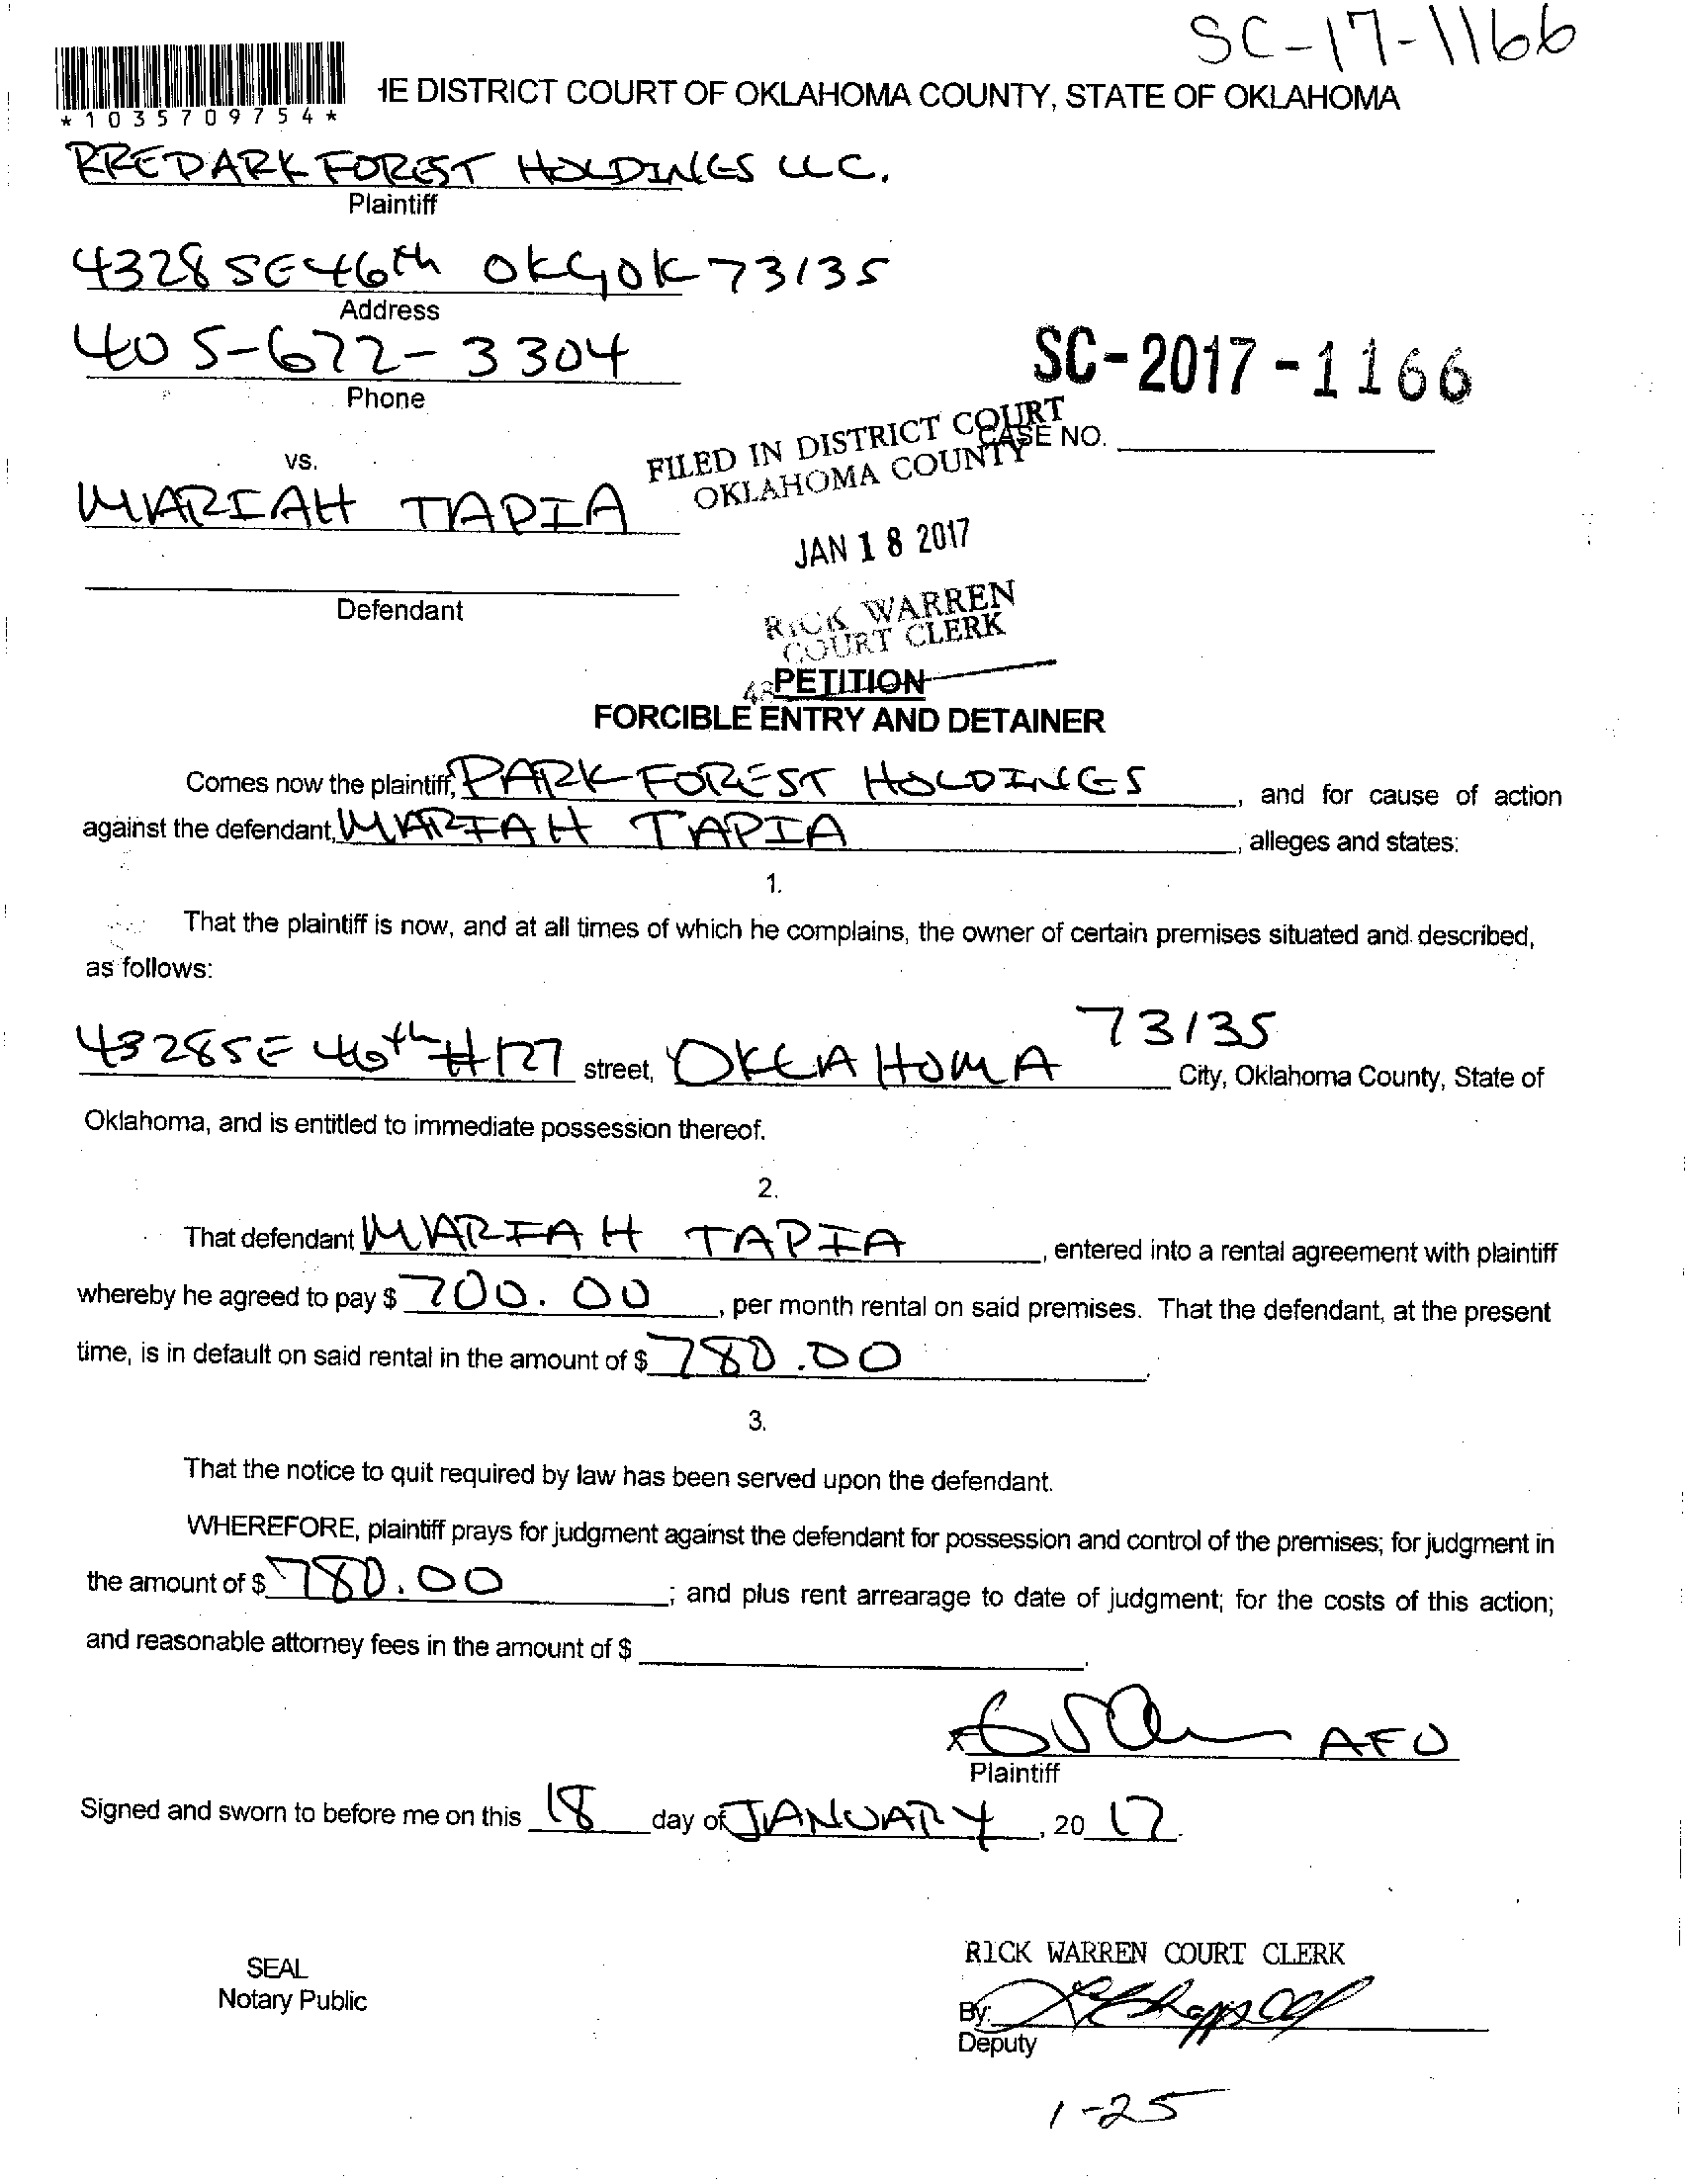 SC-17-1166
*1035709754*
HE DISTRICT COURT OF OKLAHOMA COUNTY, STATE OF OKLAHOMA
RRE PARK FOREST HOLDINGS LLC.
Plaintiff
4328 SE 46th OKC, OK 73135
Address
405-672-3304
Phone
SC-2017-1166
CASE NO.
FILED IN DISTRICT COURT
OKLAHOMA COUNTY
vs.
MARIAH TAPIA
JAN 18 2017
Defendant
RICK WARREN
COURT CLERK
PETITION
FORCIBLE ENTRY AND DETAINER
Comes now the plaintiff, PARK FOREST HOLDINGS, and for cause of action
against the defendant, MARIAH TAPIA, alleges and states:
1.
That the plaintiff is now, and at all times of which he complains, the owner of certain premises situated and described,
as follows:
4328 SE 46th #127 street, OKLAHOMA 73135 City, Oklahoma County, State of
Oklahoma, and is entitled to immediate possession thereof.
2.
That defendant MARIAH TAPIA, entered into a rental agreement with plaintiff
whereby he agreed to pay $ 700.00, per month rental on said premises. That the defendant, at the present
time, is in default on said rental in the amount of $ 780.00.
3.
That the notice to quit required by law has been served upon the defendant.
WHEREFORE, plaintiff prays for judgment against the defendant for possession and control of the premises; for judgment in
the amount of $ 780.00; and plus rent arrearage to date of judgment; for the costs of this action;
and reasonable attorney fees in the amount of $ .
AFO
Plaintiff
Signed and sworn to before me on this 18 day of JANUARY, 20 17.
RICK WARREN COURT CLERK
SEAL
Notary Public
By:
Deputy
1-25